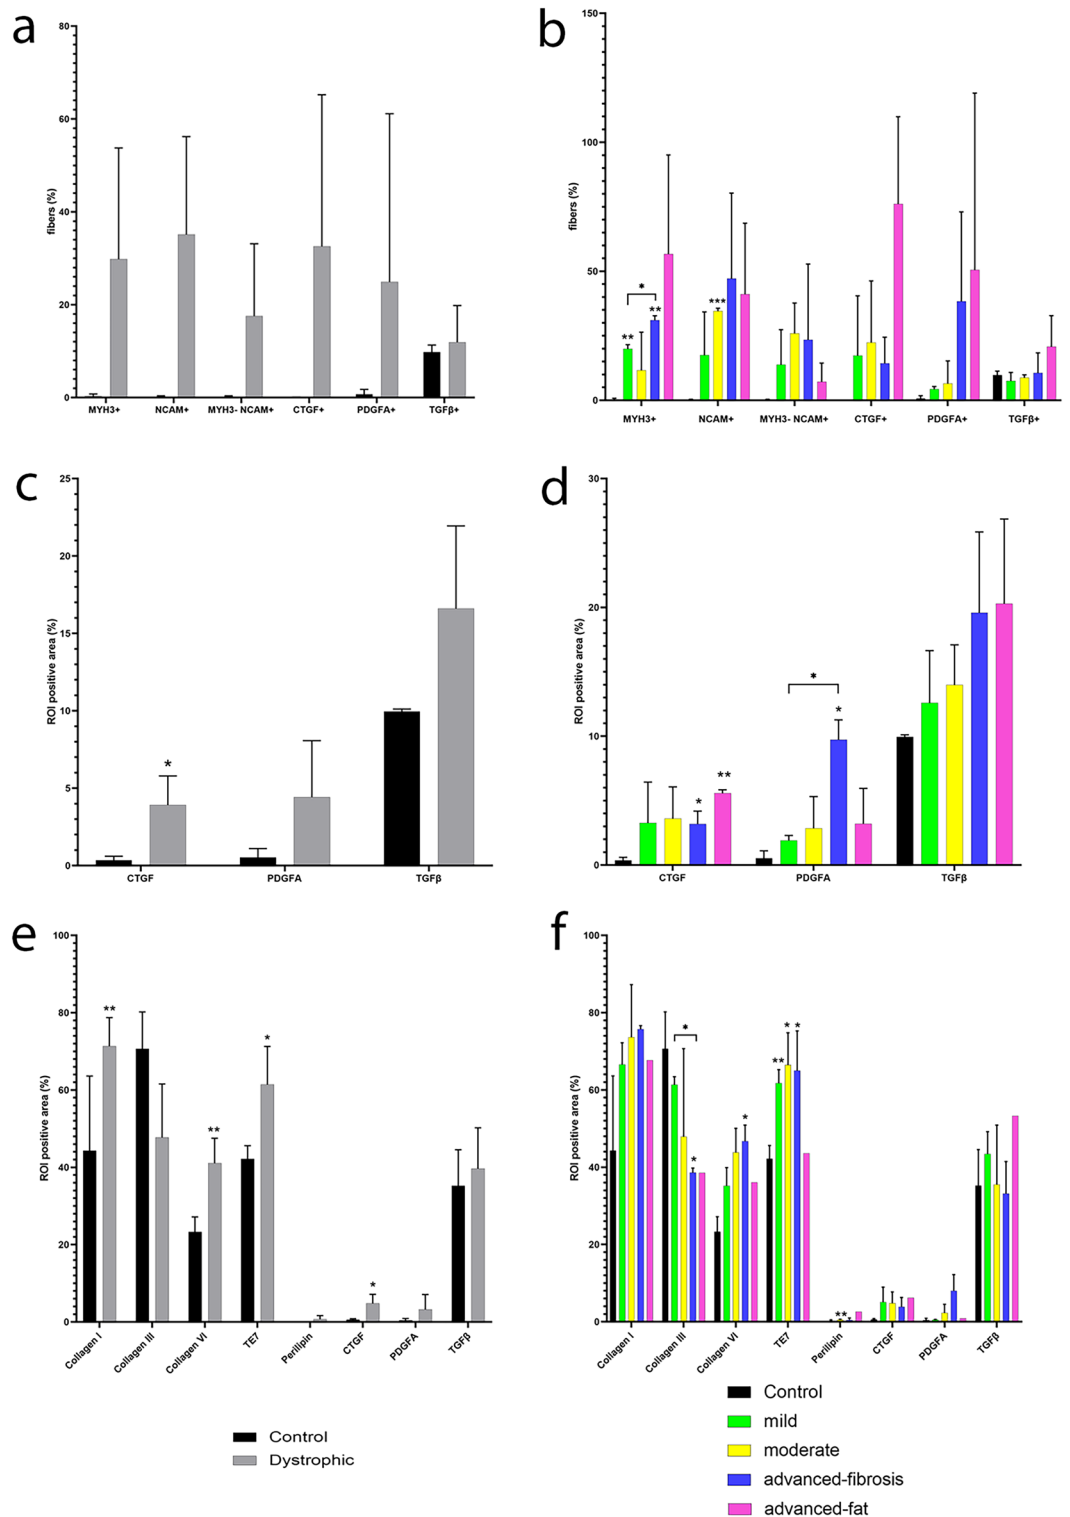 a
80
60
40
20
0
fibers (%)
MYH3+ NCAM+ MYH3- NCAM+ CTGF+ PDGFA+ TGFβ+
b
150
100
50
0
fibers (%)
*
** ** ***
MYH3+ NCAM+ MYH3- NCAM+ CTGF+ PDGFA+ TGFβ+
c
25
20
15
10
5
0
ROI positive area (%)
*
CTGF PDGFA TGFβ
d
30
20
10
0
ROI positive area (%)
*
* ** *
CTGF PDGFA TGFβ
e
100
80
60
40
20
0
ROI positive area (%)
** ** * *
Collagen I Collagen III Collagen VI TE7 Perilipin CTGF PDGFA TGFβ
Control
Dystrophic
f
100
80
60
40
20
0
ROI positive area (%)
*
* * ** * * **
Collagen I Collagen III Collagen VI TE7 Perilipin CTGF PDGFA TGFβ
Control
mild
moderate
advanced-fibrosis
advanced-fat